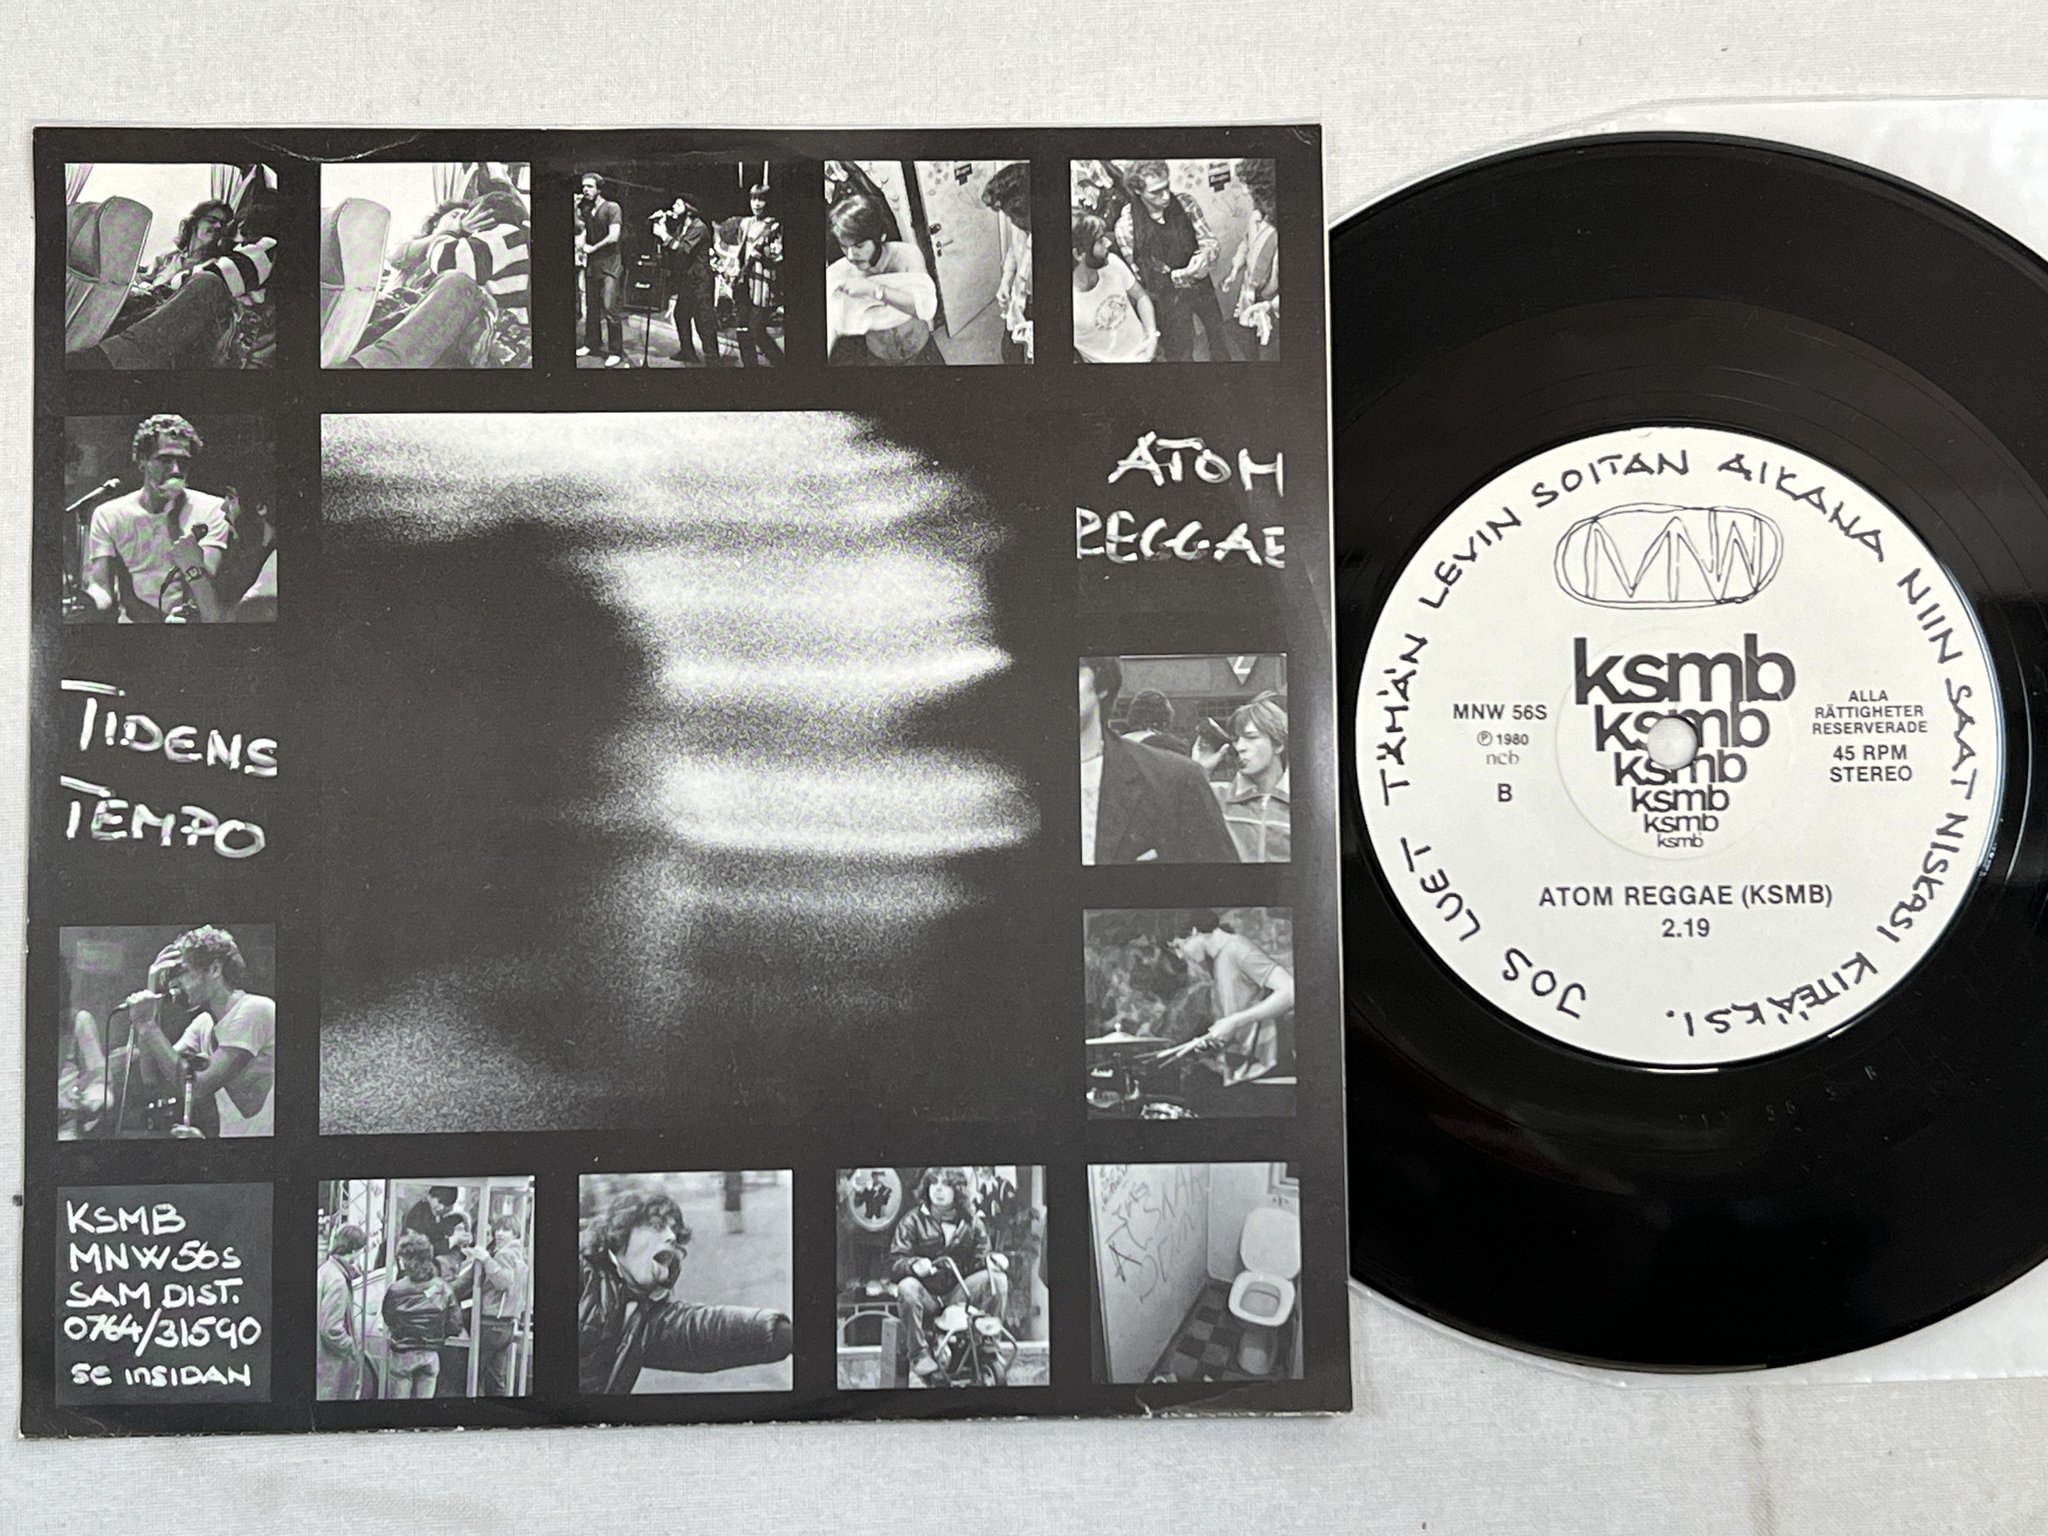 ATOM
REGGAE
TIDENS
TEMPO
KSMB
MNW 56S
SAM DIST.
0764/31590
SE INSIDAN
JOS LUET TÄMÄN LEVIN SOITAN AIKANA NIIN SAAT NISKASI KITEÄKSI.
MNW
ksmb
ksmb
ksmb
ksmb
ksmb
ksmb
MNW 56S
℗ 1980
ncb
B
ALLA
RÄTTIGHETER
RESERVERADE
45 RPM
STEREO
ATOM REGGAE (KSMB)
2.19